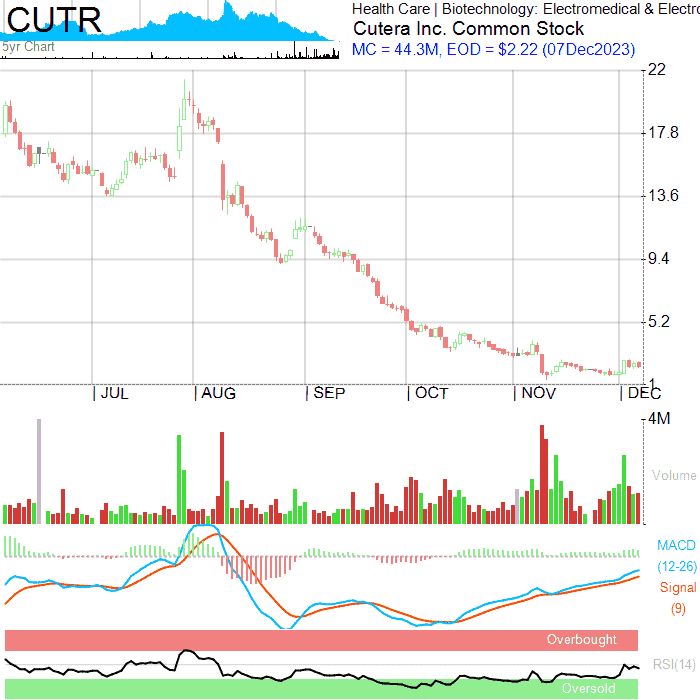 CUTR
Health Care | Biotechnology: Electromedical & Electro
Cutera Inc. Common Stock
5yr Chart
MC = 44.3M, EOD = $2.22 (07Dec2023)
22
17.8
13.6
9.4
5.2
1
JUL AUG SEP OCT NOV DEC
4M
Volume
MACD
(12-26)
Signal
(9)
Overbought
RSI(14)
Oversold